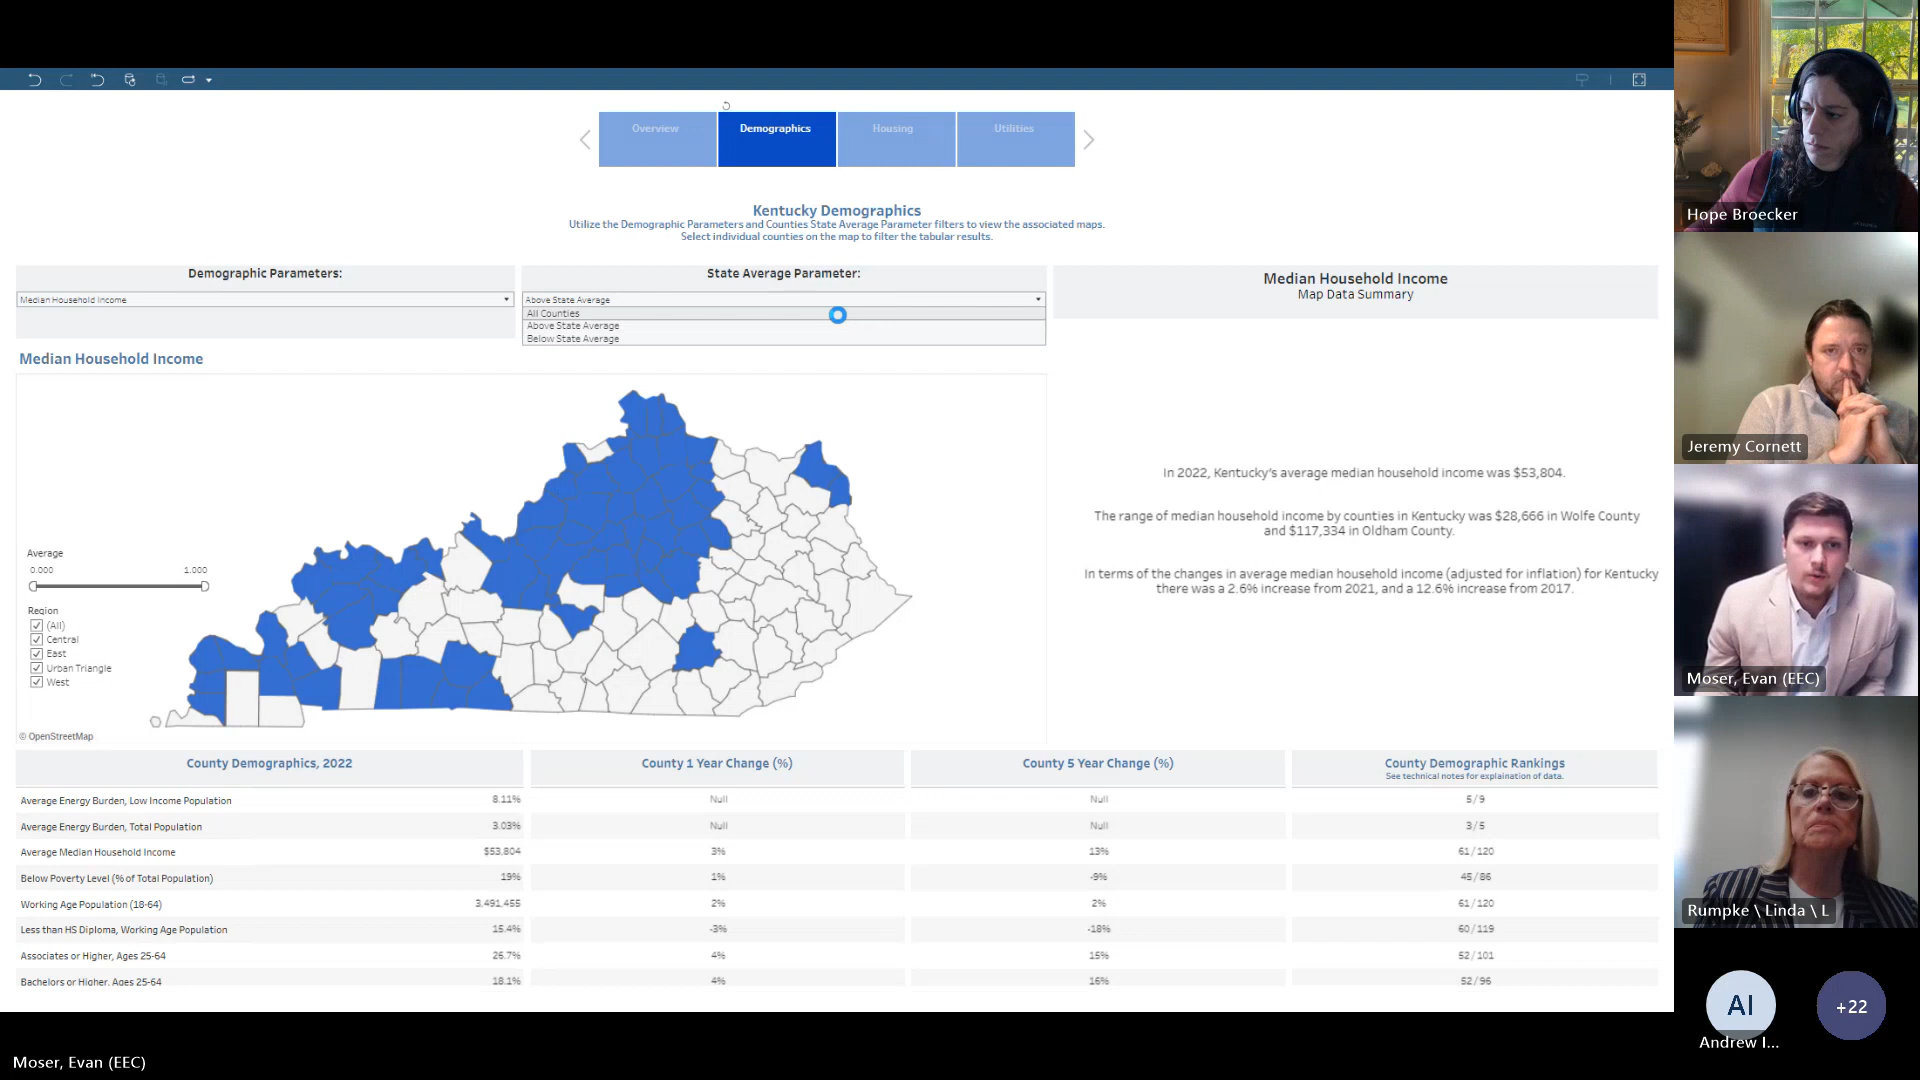 Overview
Demographics
Housing
Utilities
Kentucky Demographics
Utilize the Demographic Parameters and Counties State Average Parameter filters to view the associated maps.
Select individual counties on the map to filter the tabular results.
Demographic Parameters:
Median Household Income
State Average Parameter:
Above State Average
All Counties
Above State Average
Below State Average
Median Household Income
Map Data Summary
Median Household Income
In 2022, Kentucky's average median household income was $53,804.
The range of median household income by counties in Kentucky was $28,666 in Wolfe County
and $117,334 in Oldham County.
In terms of the changes in average median household income (adjusted for inflation) for Kentucky
there was a 2.6% increase from 2021, and a 12.6% increase from 2017.
Average
0.000 1.000
Region
(All)
Central
East
Urban Triangle
West
© OpenStreetMap
County Demographics, 2022 County 1 Year Change (%) County 5 Year Change (%) County Demographic Rankings
See technical notes for explaination of data.
Average Energy Burden, Low Income Population 8.11% Null Null 5/9
Average Energy Burden, Total Population 3.03% Null Null 3/5
Average Median Household Income $53,804 3% 13% 61/120
Below Poverty Level (% of Total Population) 19% 1% -9% 45/86
Working Age Population (18-64) 3,491,455 2% 2% 61/120
Less than HS Diploma, Working Age Population 15.4% -3% -18% 60/119
Associates or Higher, Ages 25-64 26.7% 4% 15% 52/101
Bachelors or Higher, Ages 25-64 18.1% 4% 16% 52/96
Hope Broecker
Jeremy Cornett
Moser, Evan (EEC)
Rumpke \ Linda \ L
AI
Andrew I...
+22
Moser, Evan (EEC)